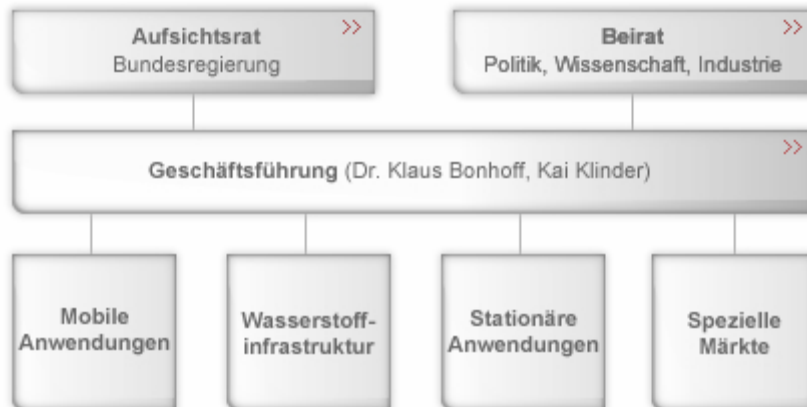 Aufsichtsrat >>
Bundesregierung
Beirat >>
Politik, Wissenschaft, Industrie
>>
Geschäftsführung (Dr. Klaus Bonhoff, Kai Klinder)
Mobile
Anwendungen
Wasserstoff-
infrastruktur
Stationäre
Anwendungen
Spezielle
Märkte